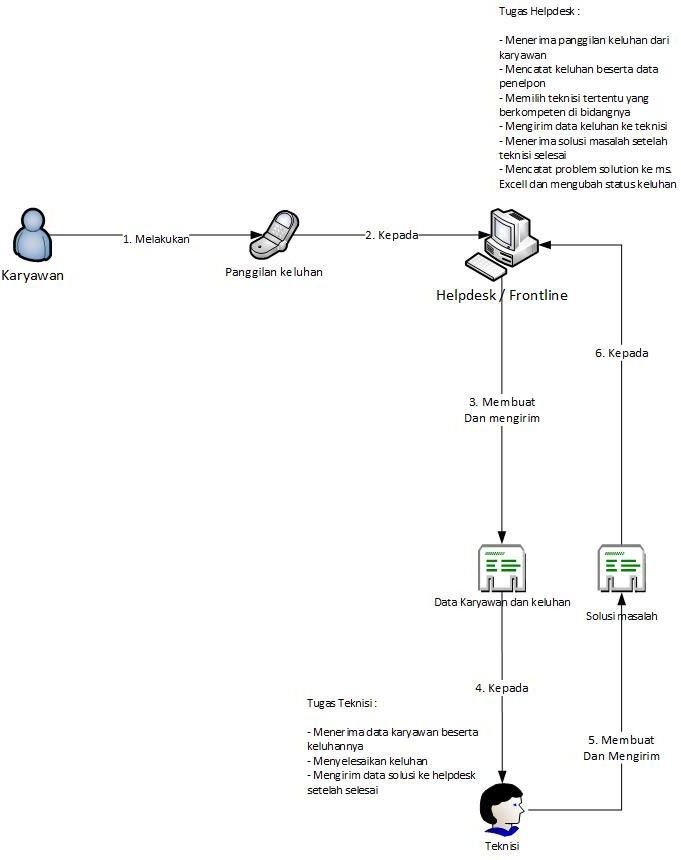 Tugas Helpdesk :
- Menerima panggilan keluhan dari
karyawan
- Mencatat keluhan beserta data
penelpon
- Memilih teknisi tertentu yang
berkompeten di bidangnya
- Mengirim data keluhan ke teknisi
- Menerima solusi masalah setelah
teknisi selesai
- Mencatat problem solution ke ms.
Excell dan mengubah status keluhan
1. Melakukan
2. Kepada
Karyawan
Panggilan keluhan
Helpdesk / Frontline
6. Kepada
3. Membuat
Dan mengirim
Data Karyawan dan keluhan
Solusi masalah
4. Kepada
Tugas Teknisi :
- Menerima data karyawan beserta
keluhannya
- Menyelesaikan keluhan
- Mengirim data solusi ke helpdesk
setelah selesai
5. Membuat
Dan Mengirim
Teknisi